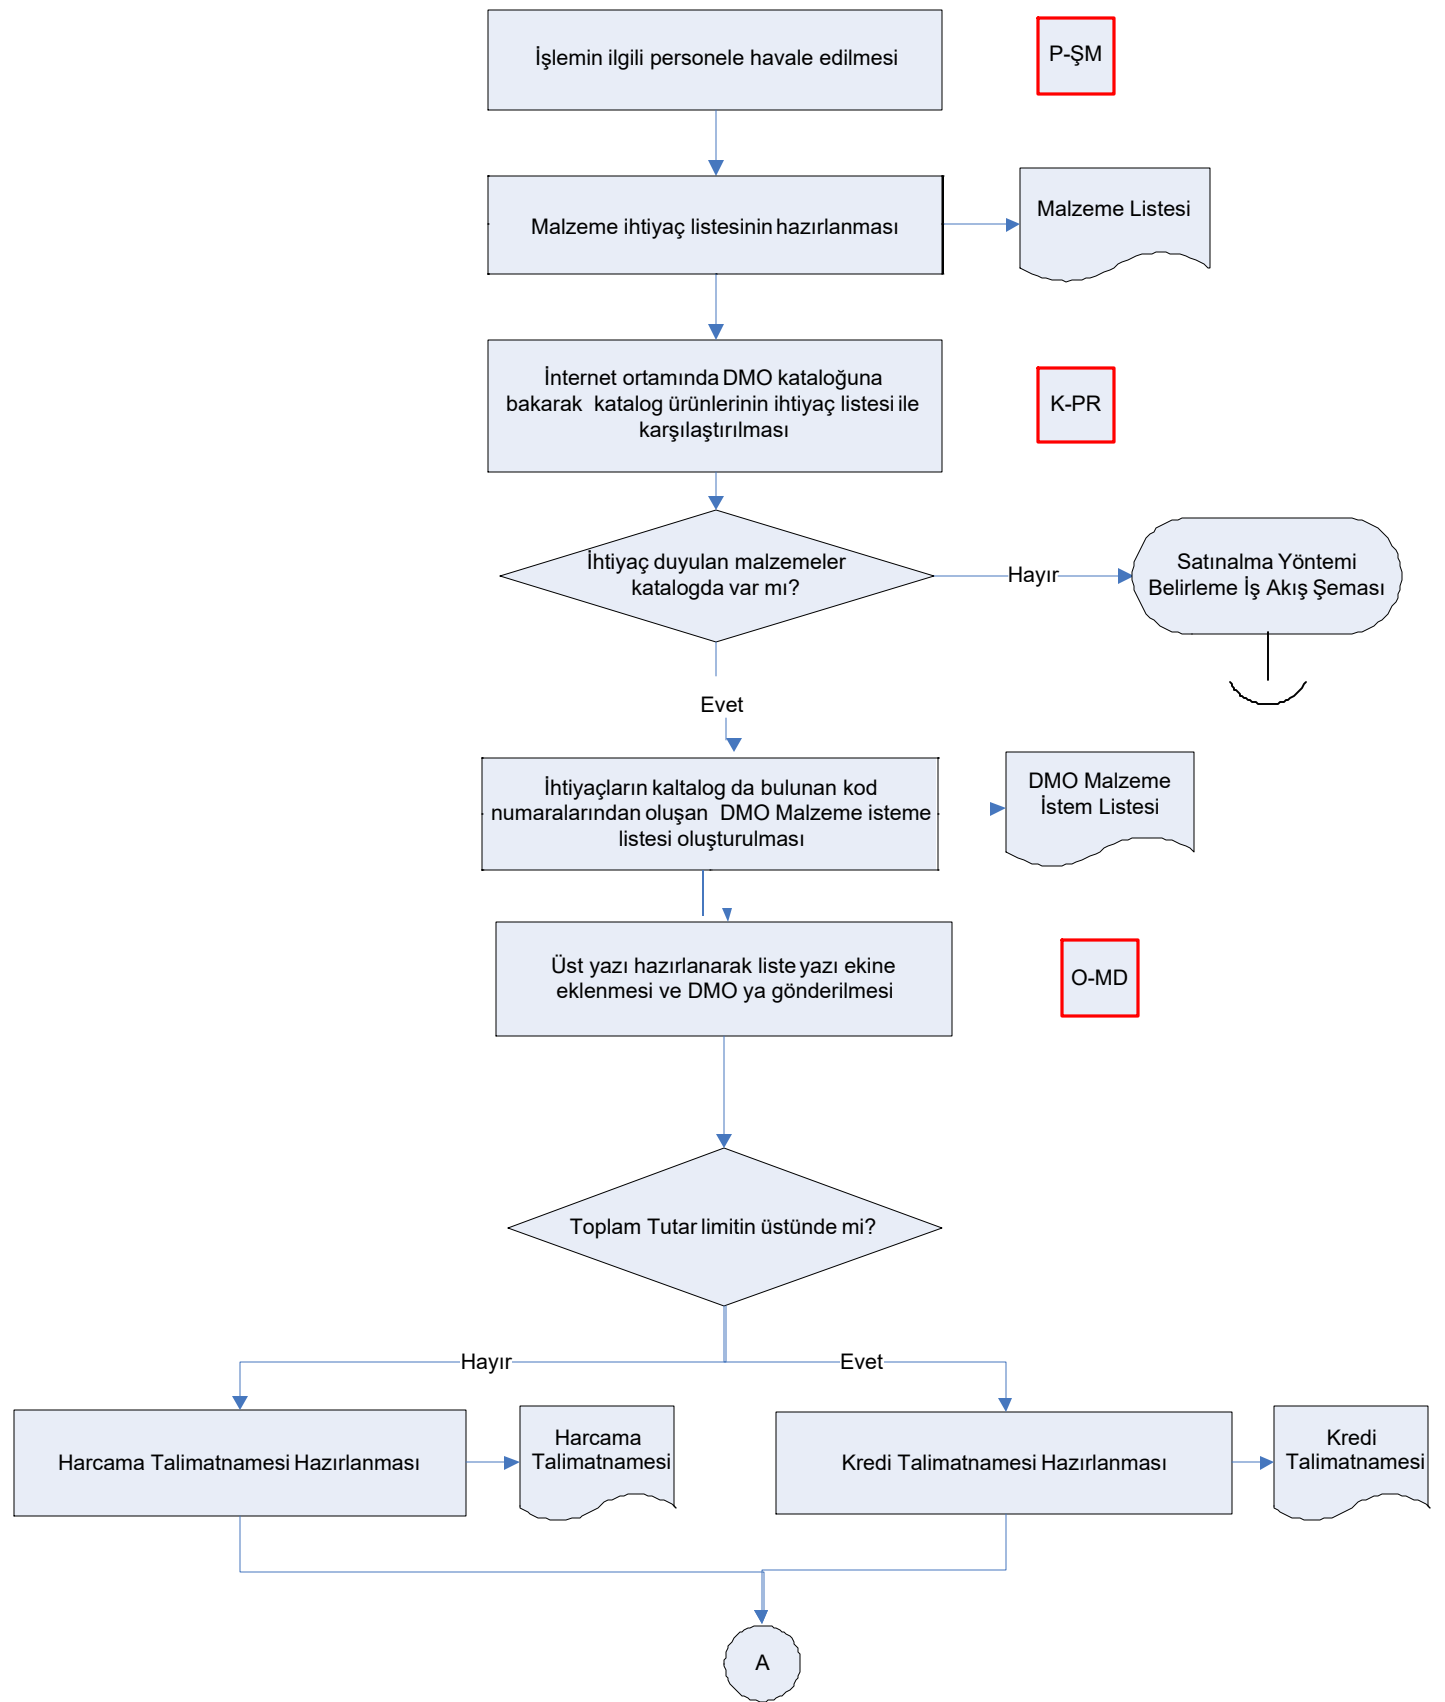 İşlemin ilgili personele havale edilmesi
P-ŞM
Malzeme ihtiyaç listesinin hazırlanması
Malzeme Listesi
İnternet ortamında DMO kataloğuna
bakarak katalog ürünlerinin ihtiyaç listesi ile
karşılaştırılması
K-PR
İhtiyaç duyulan malzemeler
katalogda var mı?
Hayır
Satınalma Yöntemi
Belirleme İş Akış Şeması
Evet
İhtiyaçların kaltalog da bulunan kod
numaralarından oluşan DMO Malzeme isteme
listesi oluşturulması
DMO Malzeme
İstem Listesi
Üst yazı hazırlanarak liste yazı ekine
eklenmesi ve DMO ya gönderilmesi
O-MD
Toplam Tutar limitin üstünde mi?
Hayır
Evet
Harcama Talimatnamesi Hazırlanması
Harcama
Talimatnamesi
Kredi Talimatnamesi Hazırlanması
Kredi
Talimatnamesi
A